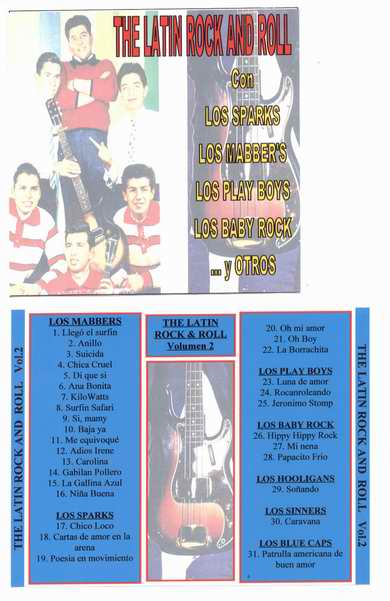 THE LATIN ROCK AND ROLL
Con
LOS SPARKS
LOS MABBER'S
LOS PLAY BOYS
LOS BABY ROCK
... y OTROS
THE LATIN ROCK AND ROLL Vol.2
LOS MABBERS
1. Llegó el surfin
2. Anillo
3. Suicida
4. Chica Cruel
5. Di que si
6. Ana Bonita
7. KiloWatts
8. Surfin Safari
9. Si, mamy
10. Baja ya
11. Me equivoqué
12. Adios Irene
13. Carolina
14. Gabilan Pollero
15. La Gallina Azul
16. Niña Buena
LOS SPARKS
17. Chico Loco
18. Cartas de amor en la
arena
19. Poesia en movimiento
THE LATIN
ROCK & ROLL
Volumen 2
20. Oh mi amor
21. Oh Boy
22. La Borrachita
LOS PLAY BOYS
23. Luna de amor
24. Rocanroleando
25. Jeronimo Stomp
LOS BABY ROCK
26. Hippy Hippy Rock
27. Mi nena
28. Papacito Frio
LOS HOOLIGANS
29. Soñando
LOS SINNERS
30. Caravana
LOS BLUE CAPS
31. Patrulla americana de
buen amor
THE LATIN ROCK AND ROLL Vol.2